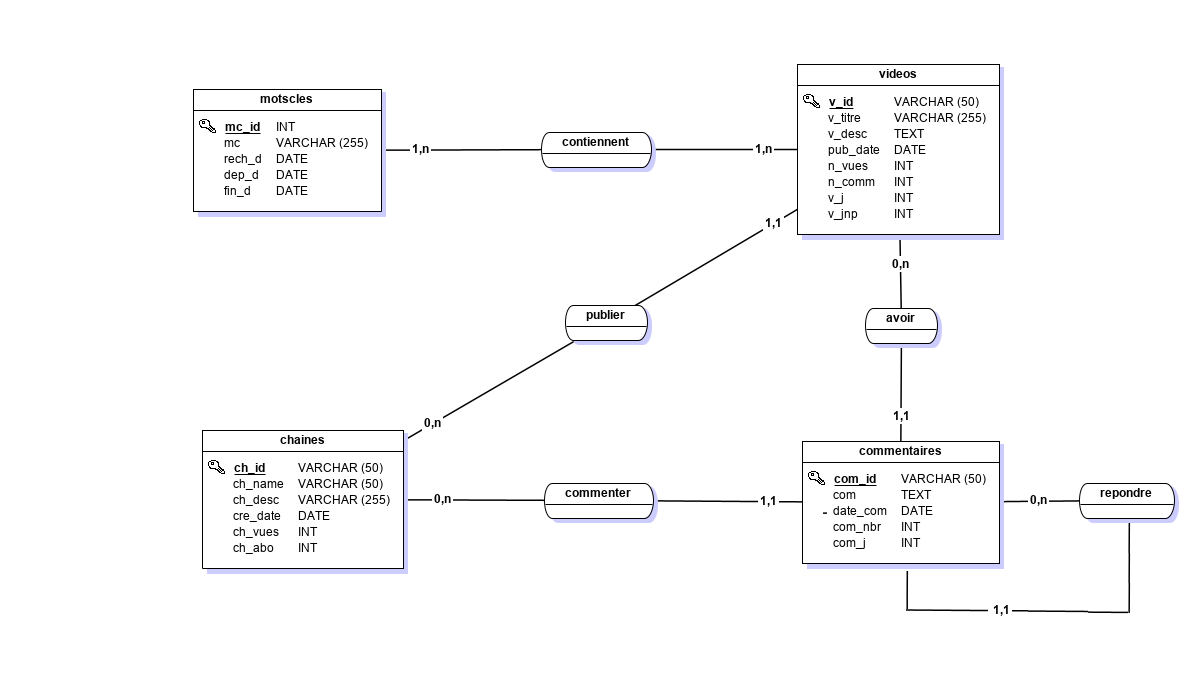 motscles
mc_id INT
mc VARCHAR (255)
rech_d DATE
dep_d DATE
fin_d DATE
1,n
contiennent
1,n
videos
v_id VARCHAR (50)
v_titre VARCHAR (255)
v_desc TEXT
pub_date DATE
n_vues INT
n_comm INT
v_j INT
v_jnp INT
1,1
publier
0,n
0,n
avoir
1,1
chaines
ch_id VARCHAR (50)
ch_name VARCHAR (50)
ch_desc VARCHAR (255)
cre_date DATE
ch_vues INT
ch_abo INT
0,n
commenter
1,1
commentaires
com_id VARCHAR (50)
com TEXT
- date_com DATE
com_nbr INT
com_j INT
0,n
repondre
1,1